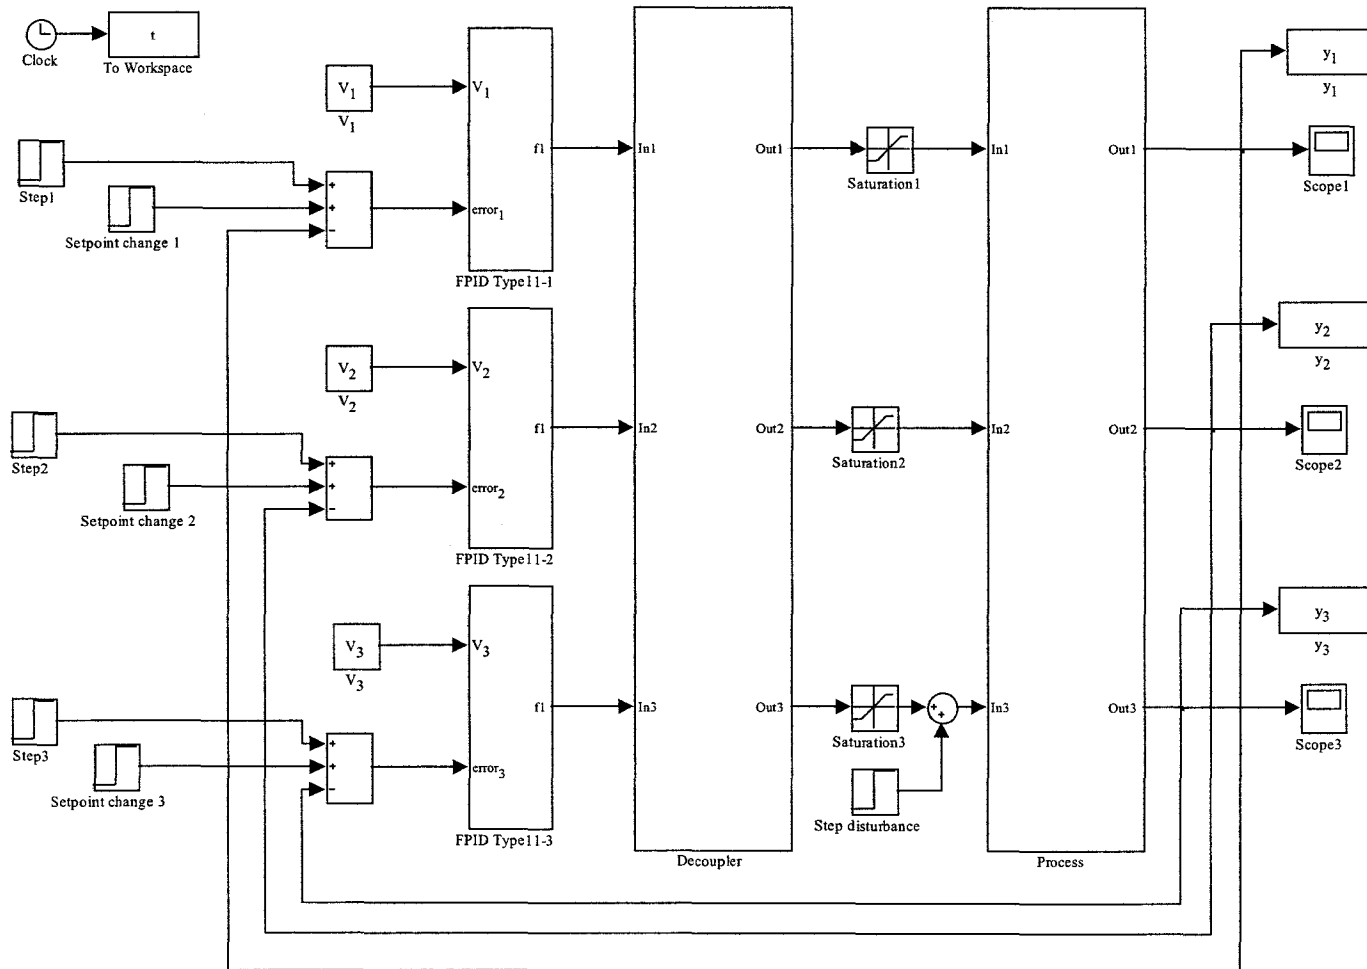 t
Clock
To Workspace
V1
V1
V1
f1
Step1
+
+
−
Setpoint change 1
error1
FPID Type11-1
In1
Out1
Saturation1
In1
Out1
y1
y1
Scope1
V2
V2
V2
f1
Step2
+
+
−
Setpoint change 2
error2
FPID Type11-2
In2
Out2
Saturation2
In2
Out2
y2
y2
Scope2
V3
V3
V3
f1
Step3
+
+
−
Setpoint change 3
error3
FPID Type11-3
In3
Out3
Saturation3
+
+
Step disturbance
In3
Out3
y3
y3
Scope3
Decoupler
Process